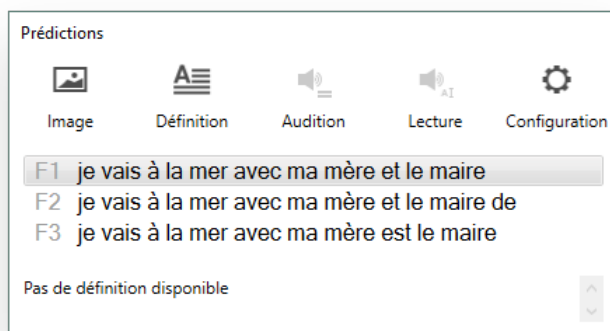 Prédictions
Image Définition Audition Lecture Configuration
F1 je vais à la mer avec ma mère et le maire
F2 je vais à la mer avec ma mère et le maire de
F3 je vais à la mer avec ma mère est le maire
Pas de définition disponible